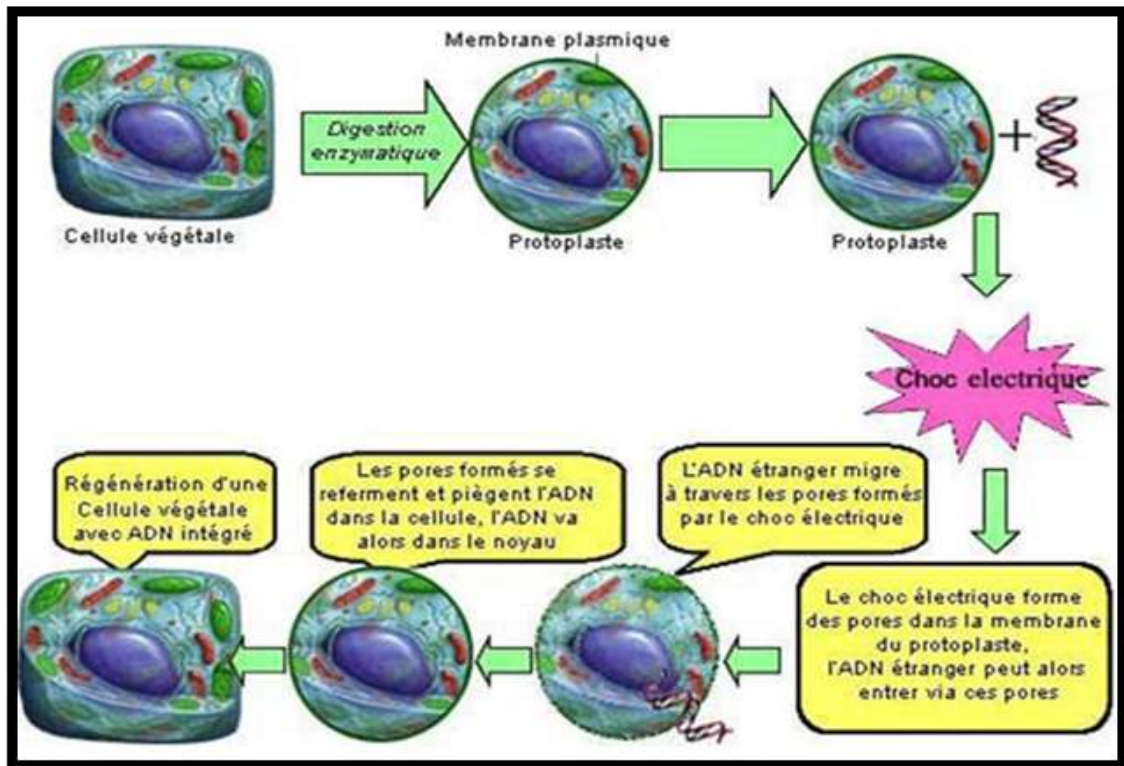 Membrane plasmique
Digestion
enzymatique
Cellule végétale
Protoplaste
Protoplaste
+
Choc electrique
Régénération d'une
Cellule végétale
avec ADN intégré
Les pores formés se
referment et piègent l'ADN
dans la cellule, l'ADN va
alors dans le noyau
L'ADN étranger migre
à travers les pores formés
par le choc électrique
Le choc électrique forme
des pores dans la membrane
du protoplaste,
l'ADN étranger peut alors
entrer via ces pores